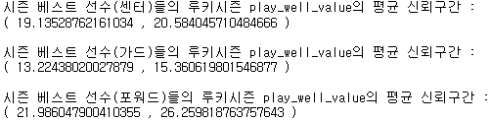 시즌 베스트 선수(센터)들의 루키시즌 play_well_value의 평균 신뢰구간 :
( 19.13528762161034 , 20.584045710484666 )
시즌 베스트 선수(가드)들의 루키시즌 play_well_value의 평균 신뢰구간 :
( 13.22438020027879 , 15.360619801546877 )
시즌 베스트 선수(포워드)들의 루키시즌 play_well_value의 평균 신뢰구간 :
( 21.986047900410355 , 26.259818763757643 )